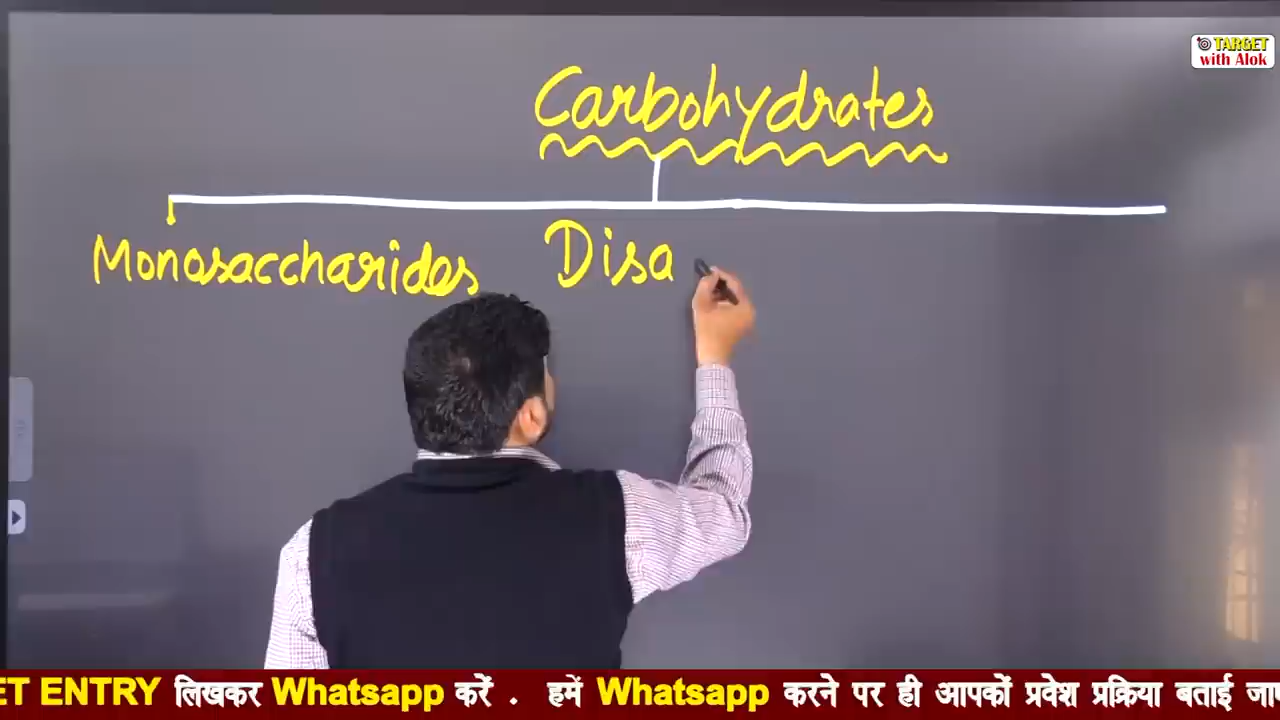 TARGET
with Alok
Carbohydrates
Monosaccharides Disa
ET ENTRY लिखकर Whatsapp करें . हमें Whatsapp करने पर ही आपकों प्रवेश प्रक्रिया बताई